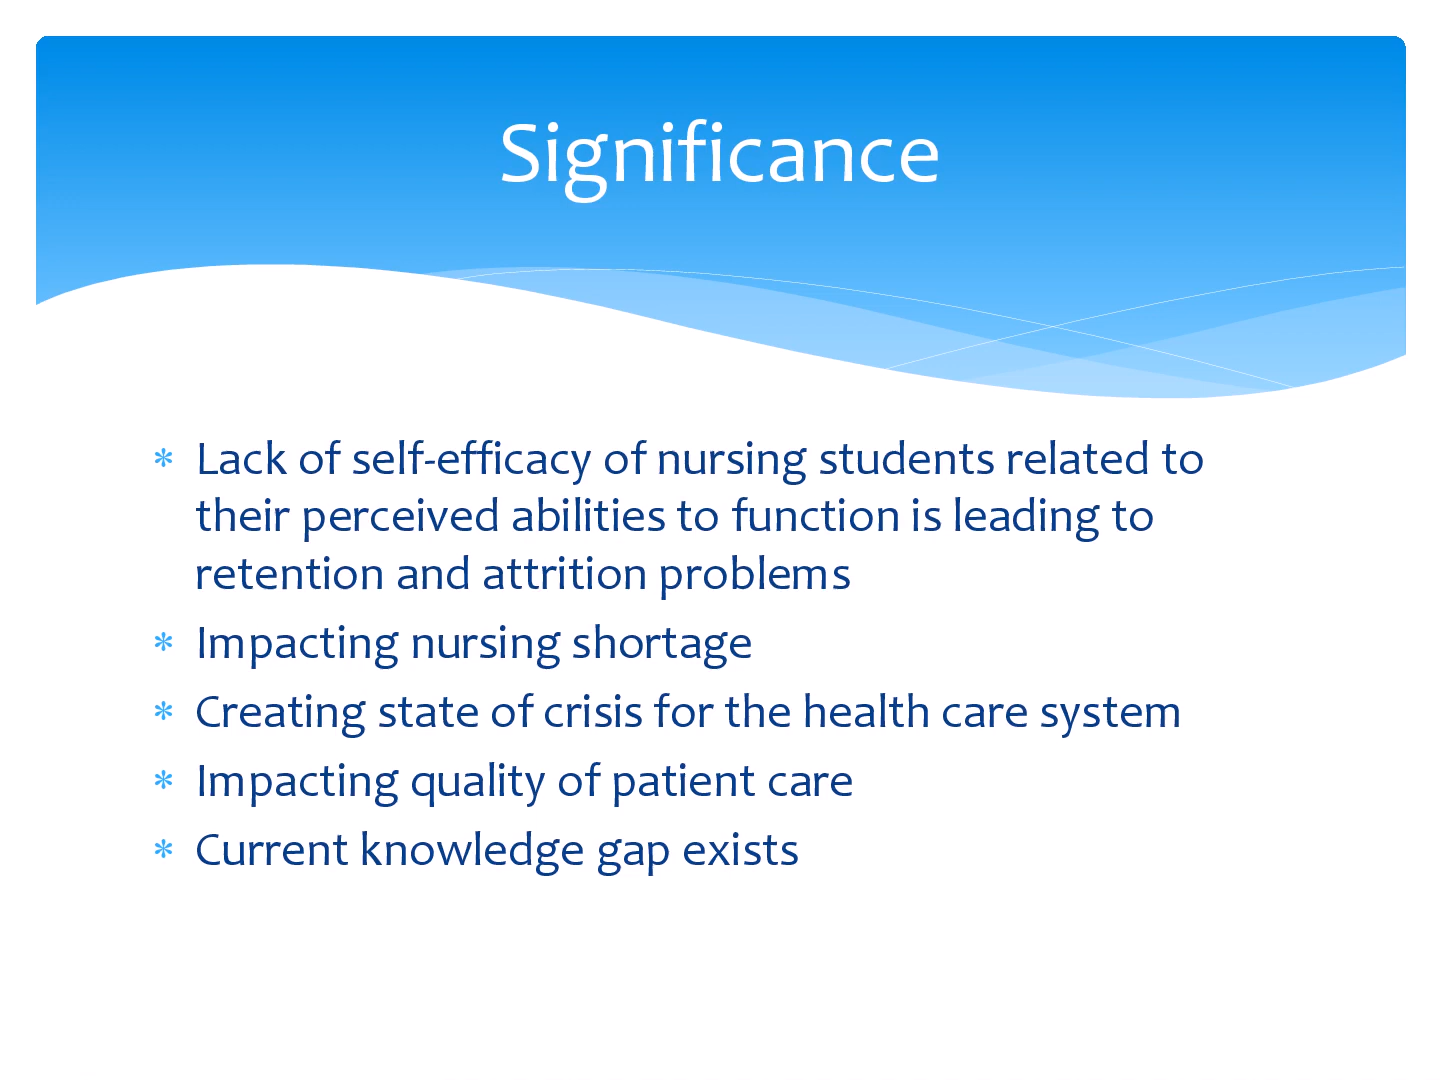 Significance
* Lack of self-efficacy of nursing students related to
their perceived abilities to function is leading to
retention and attrition problems
* Impacting nursing shortage
* Creating state of crisis for the health care system
* Impacting quality of patient care
* Current knowledge gap exists